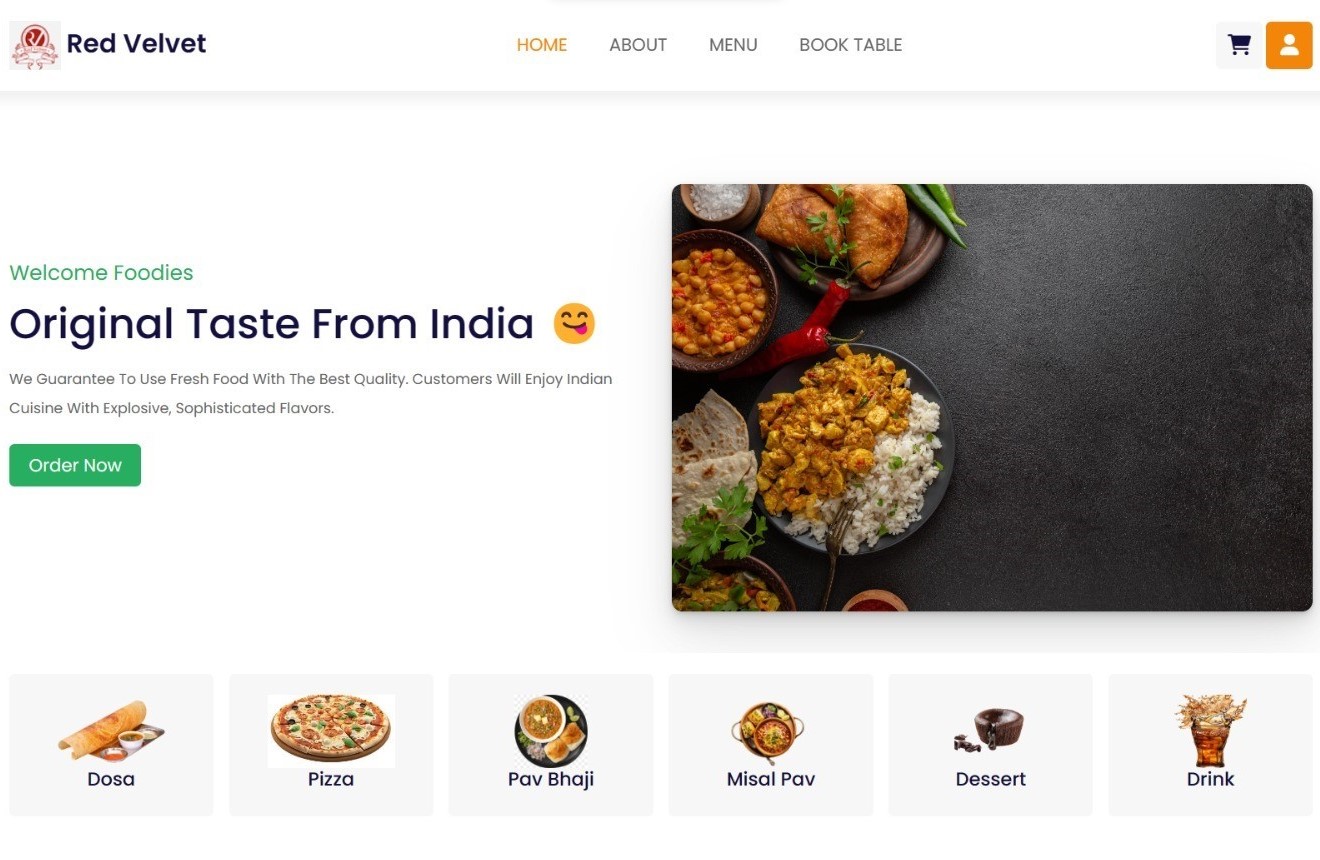 Red Velvet
HOME
ABOUT
MENU
BOOK TABLE
Welcome Foodies
Original Taste From India 😋
We Guarantee To Use Fresh Food With The Best Quality. Customers Will Enjoy Indian
Cuisine With Explosive, Sophisticated Flavors.
Order Now
Dosa
Pizza
Pav Bhaji
Misal Pav
Dessert
Drink